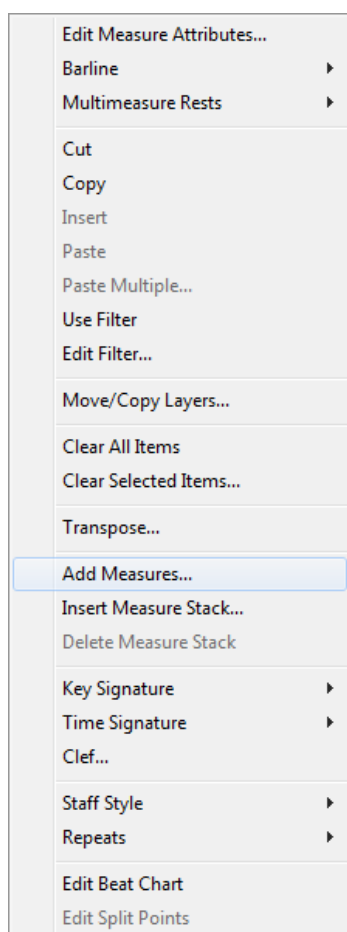 Edit Measure Attributes...
Barline
Multimeasure Rests
Cut
Copy
Insert
Paste
Paste Multiple...
Use Filter
Edit Filter...
Move/Copy Layers...
Clear All Items
Clear Selected Items...
Transpose...
Add Measures...
Insert Measure Stack...
Delete Measure Stack
Key Signature
Time Signature
Clef...
Staff Style
Repeats
Edit Beat Chart
Edit Split Points